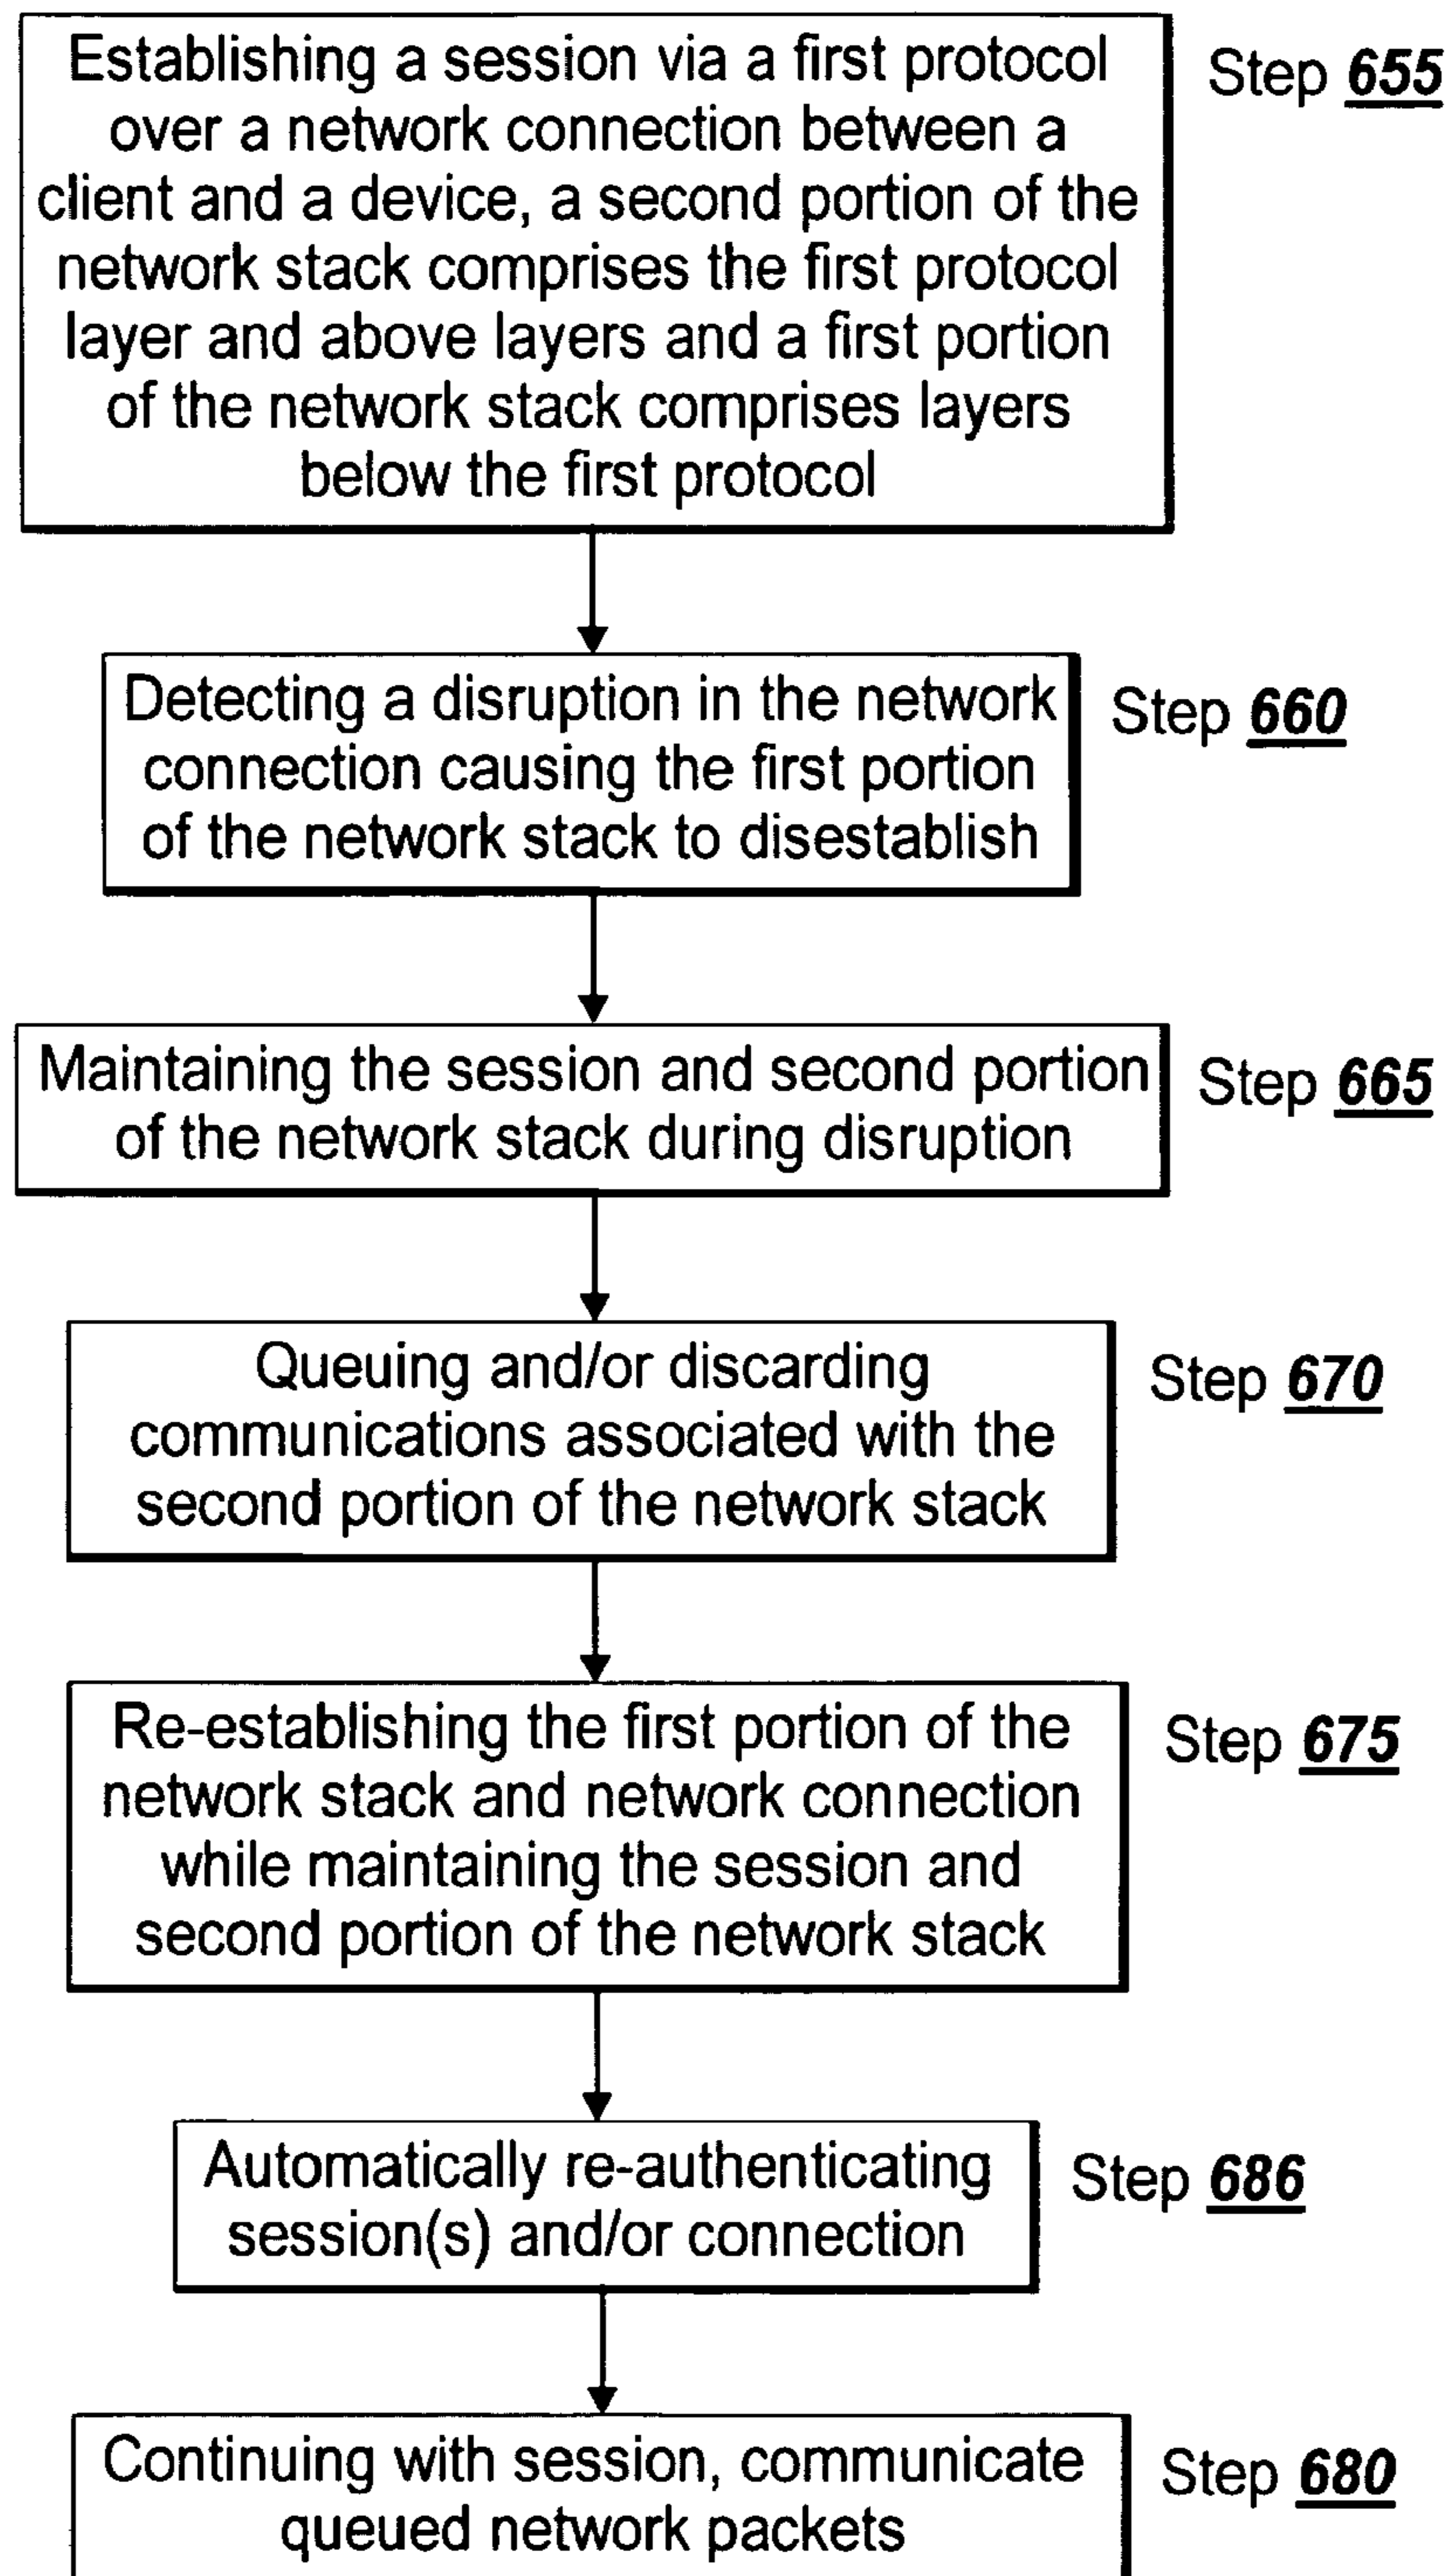 Establishing a session via a first protocol
over a network connection between a
client and a device, a second portion of the
network stack comprises the first protocol
layer and above layers and a first portion
of the network stack comprises layers
below the first protocol
Step 655
Detecting a disruption in the network
connection causing the first portion
of the network stack to disestablish
Step 660
Maintaining the session and second portion
of the network stack during disruption
Step 665
Queuing and/or discarding
communications associated with the
second portion of the network stack
Step 670
Re-establishing the first portion of the
network stack and network connection
while maintaining the session and
second portion of the network stack
Step 675
Automatically re-authenticating
session(s) and/or connection
Step 686
Continuing with session, communicate
queued network packets
Step 680